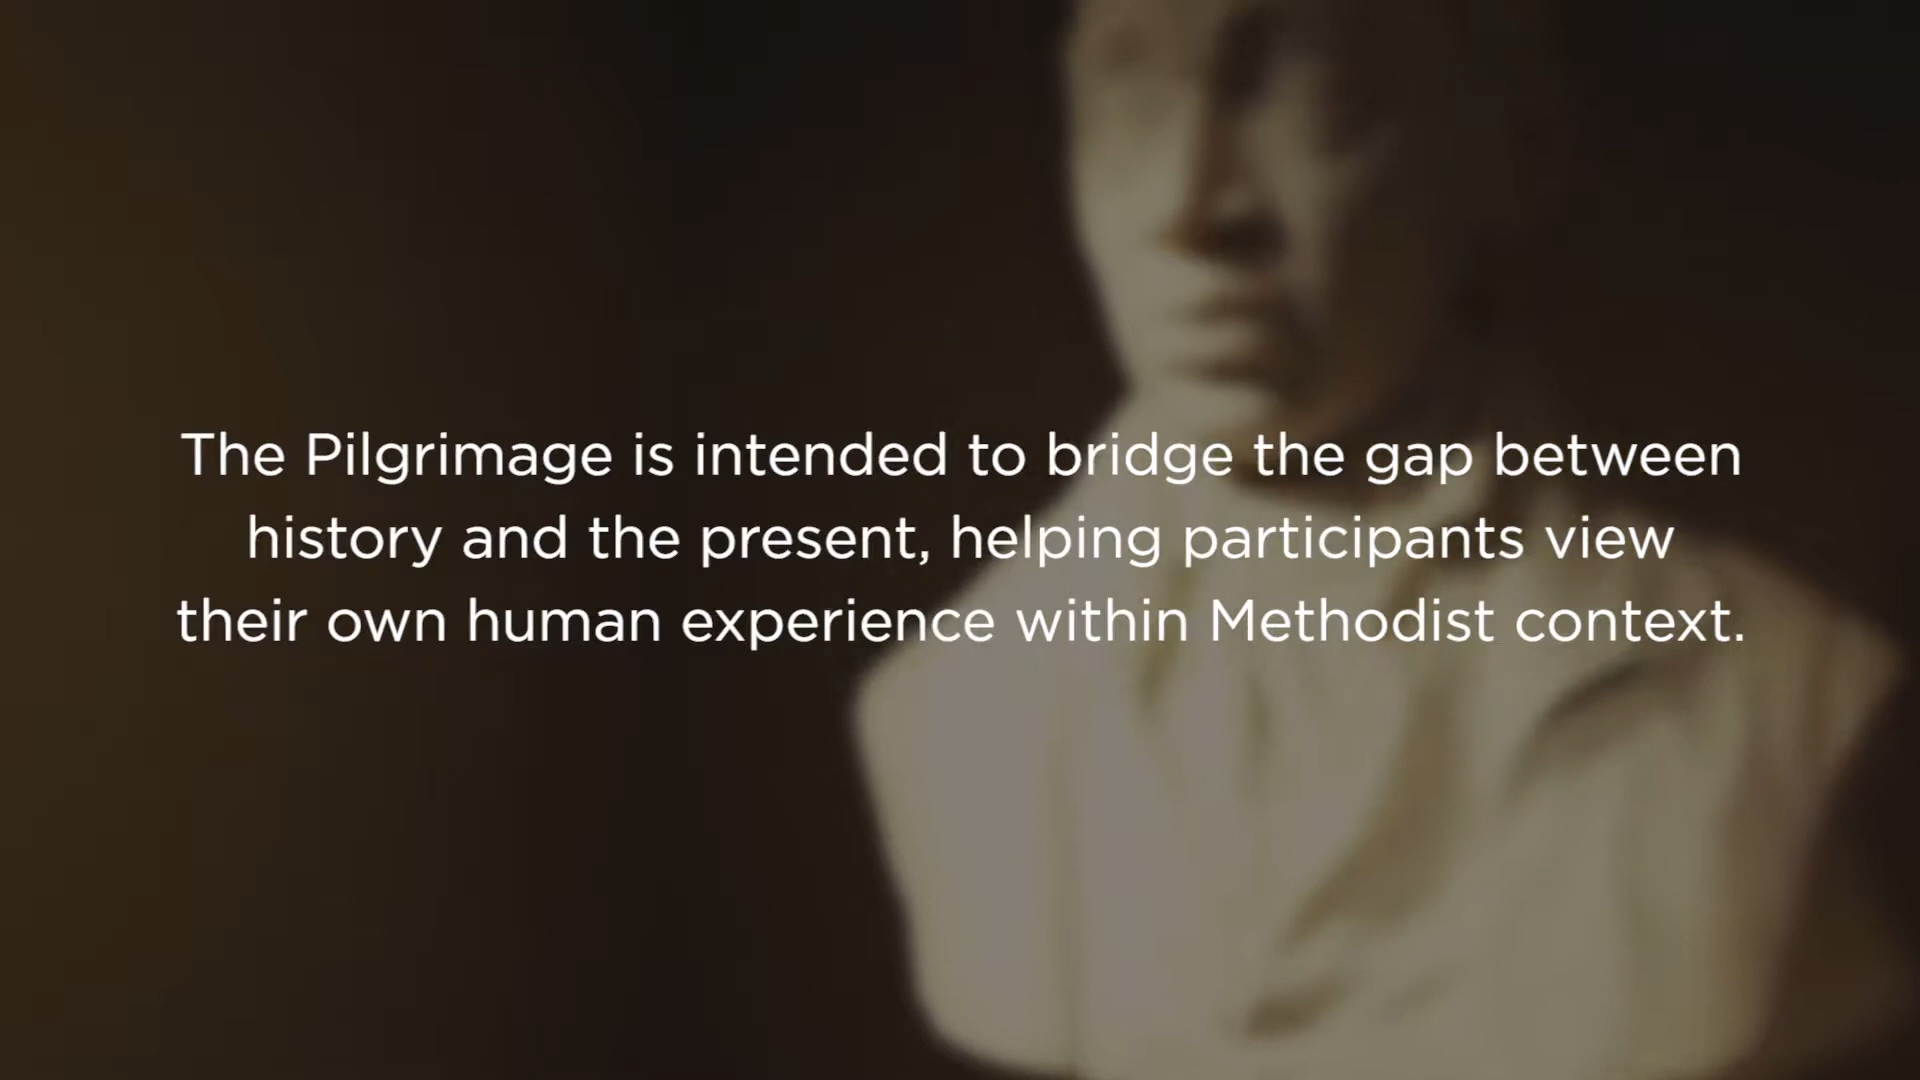 The Pilgrimage is intended to bridge the gap between
history and the present, helping participants view
their own human experience within Methodist context.